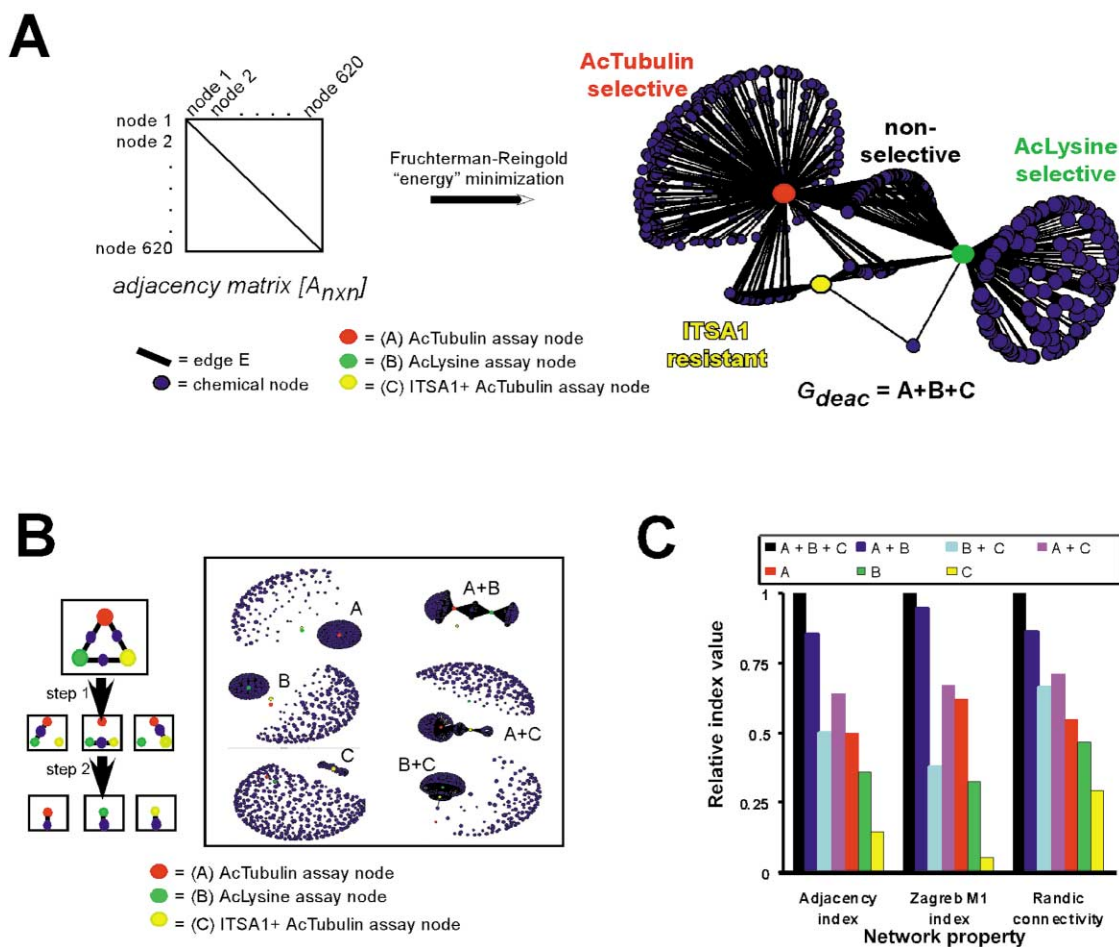 A
node 1
node 2
. . . .
node 620
node 1
node 2
.
.
.
.
node 620
adjacency matrix [Anxn]
Fruchterman-Reingold
“energy” minimization
AcTubulin
selective
non-
selective
AcLysine
selective
ITSA1
resistant
Gdeac = A+B+C
= edge E
= chemical node
= (A) AcTubulin assay node
= (B) AcLysine assay node
= (C) ITSA1+ AcTubulin assay node
B
step 1
step 2
A
B
C
A+B
A+C
B+C
= (A) AcTubulin assay node
= (B) AcLysine assay node
= (C) ITSA1+ AcTubulin assay node
C
A + B + C A + B B + C A + C
A B C
Relative index value
1
0.75
0.5
0.25
0
Adjacency index
Zagreb M1 index
Randic connectivity
Network property